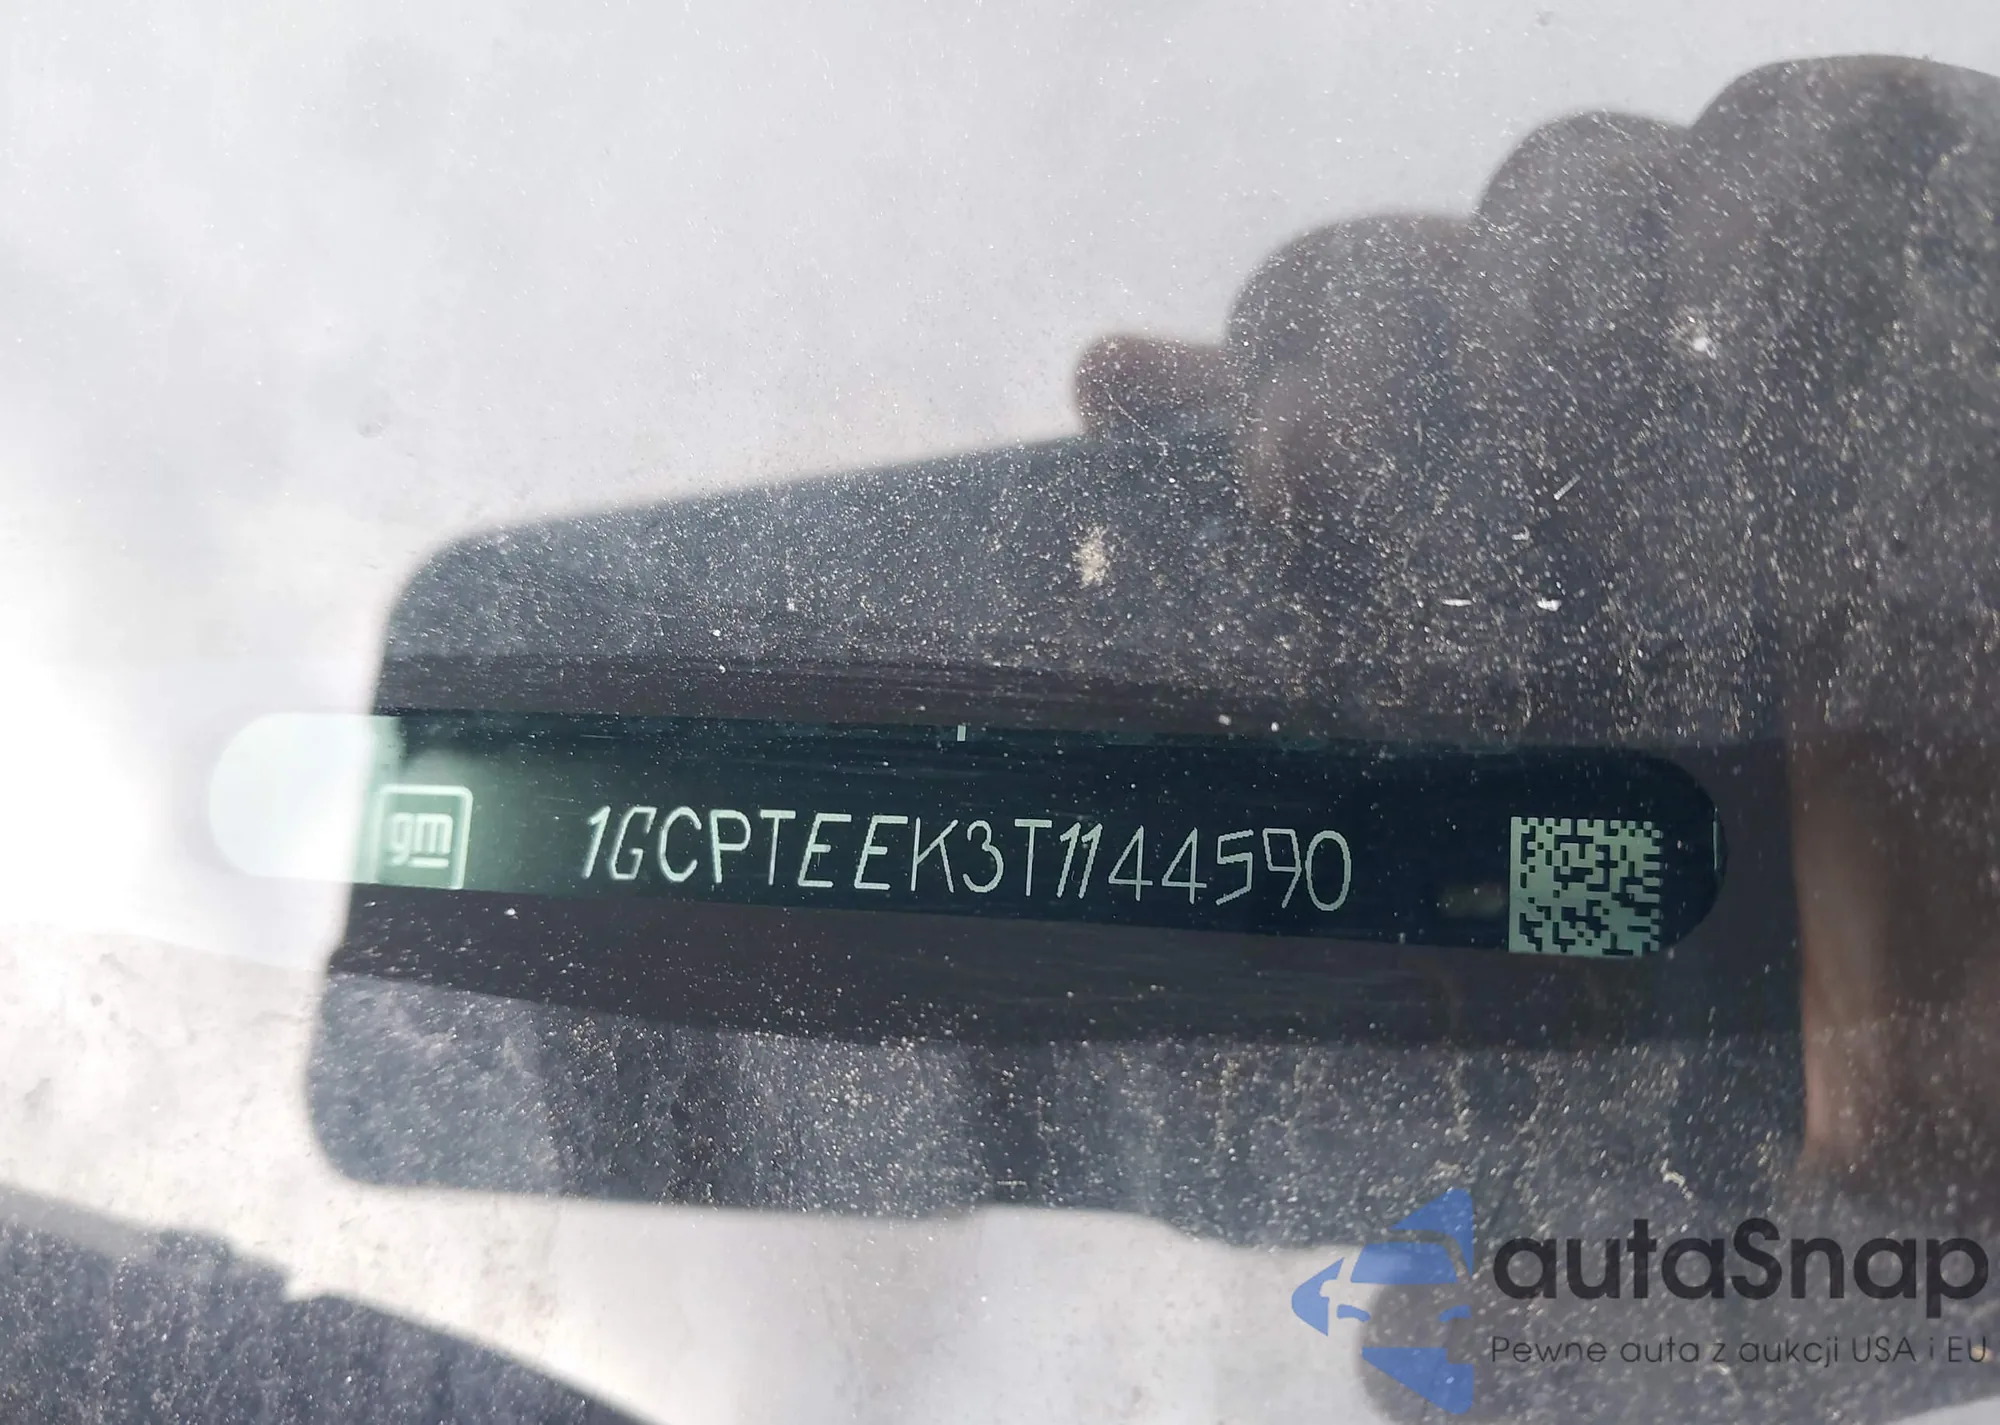 gm
1GCPTEEK3T1144590
autaSnap
Pewne auta z aukcji USA i EU